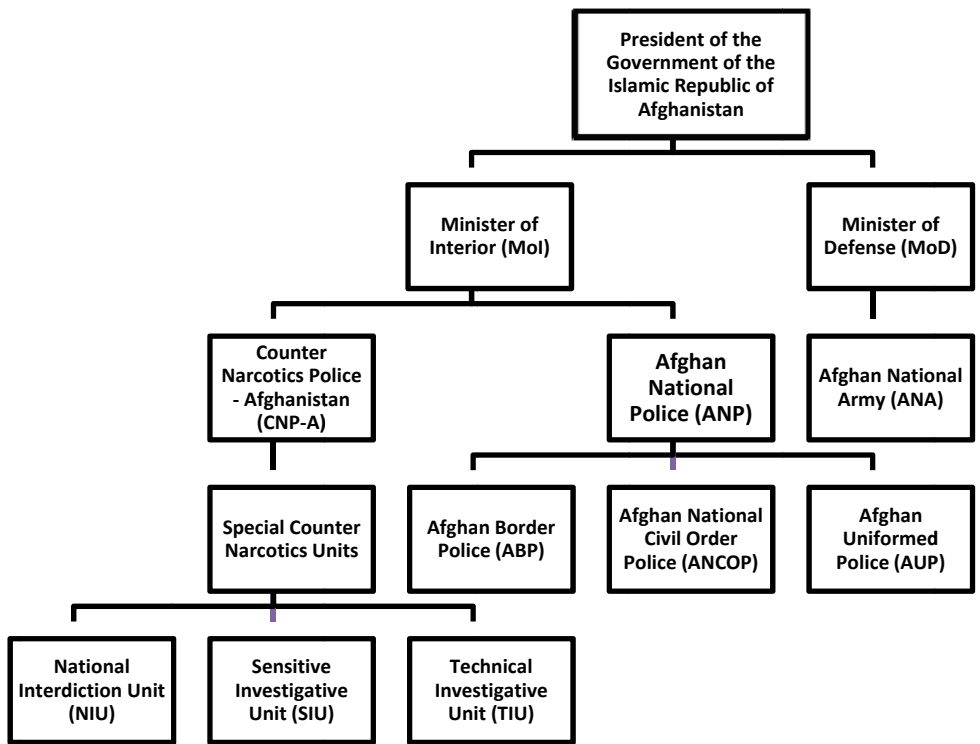 President of the
Government of the
Islamic Republic of
Afghanistan
Minister of
Interior (MoI)
Minister of
Defense (MoD)
Counter
Narcotics Police
- Afghanistan
(CNP-A)
Afghan
National
Police (ANP)
Afghan National
Army (ANA)
Special Counter
Narcotics Units
Afghan Border
Police (ABP)
Afghan National
Civil Order
Police (ANCOP)
Afghan
Uniformed
Police (AUP)
National
Interdiction Unit
(NIU)
Sensitive
Investigative
Unit (SIU)
Technical
Investigative
Unit (TIU)